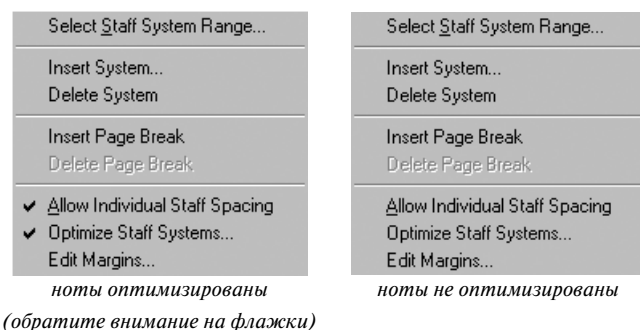 Select Staff System Range...
Insert System...
Delete System
Insert Page Break
Delete Page Break
Allow Individual Staff Spacing
Optimize Staff Systems...
Edit Margins...
ноты оптимизированы
(обратите внимание на флажки)
Select Staff System Range...
Insert System...
Delete System
Insert Page Break
Delete Page Break
Allow Individual Staff Spacing
Optimize Staff Systems...
Edit Margins...
ноты не оптимизированы